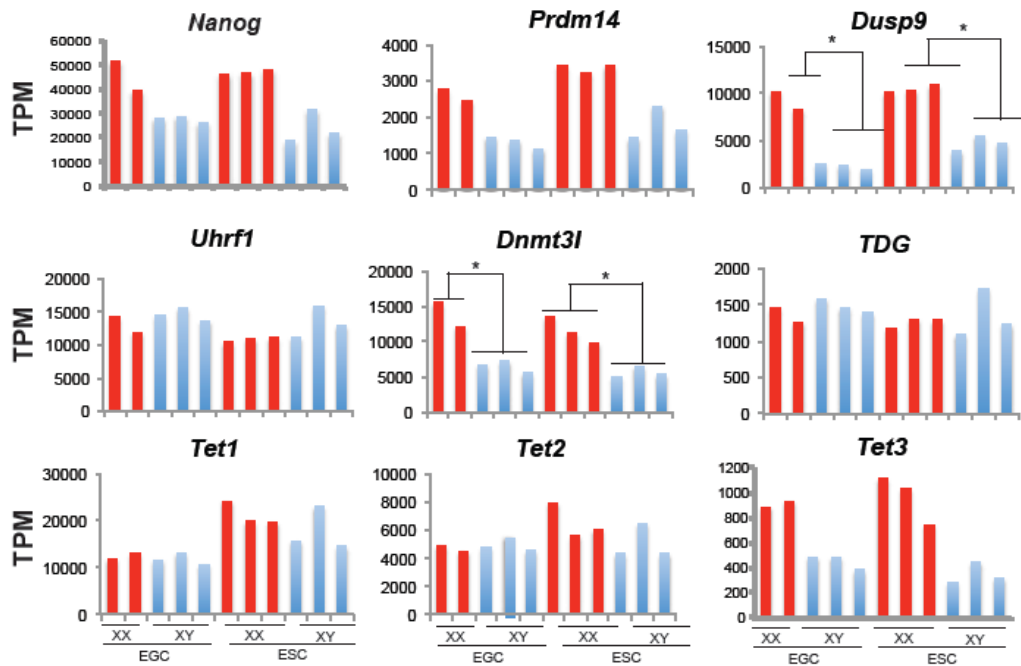 Nanog
Prdm14
Dusp9
TPM
60000
50000
40000
30000
20000
10000
0
4000
3000
2000
1000
0
15000
10000
5000
0
*
*
Uhrf1
Dnmt3l
TDG
TPM
20000
15000
10000
5000
0
20000
15000
10000
5000
0
*
*
2000
1500
1000
500
0
Tet1
Tet2
Tet3
TPM
30000
20000
10000
0
10000
8000
6000
4000
2000
0
1200
1000
800
600
400
200
0
XX XY XX XY
EGC ESC
XX XY XX XY
EGC ESC
XX XY XX XY
EGC ESC